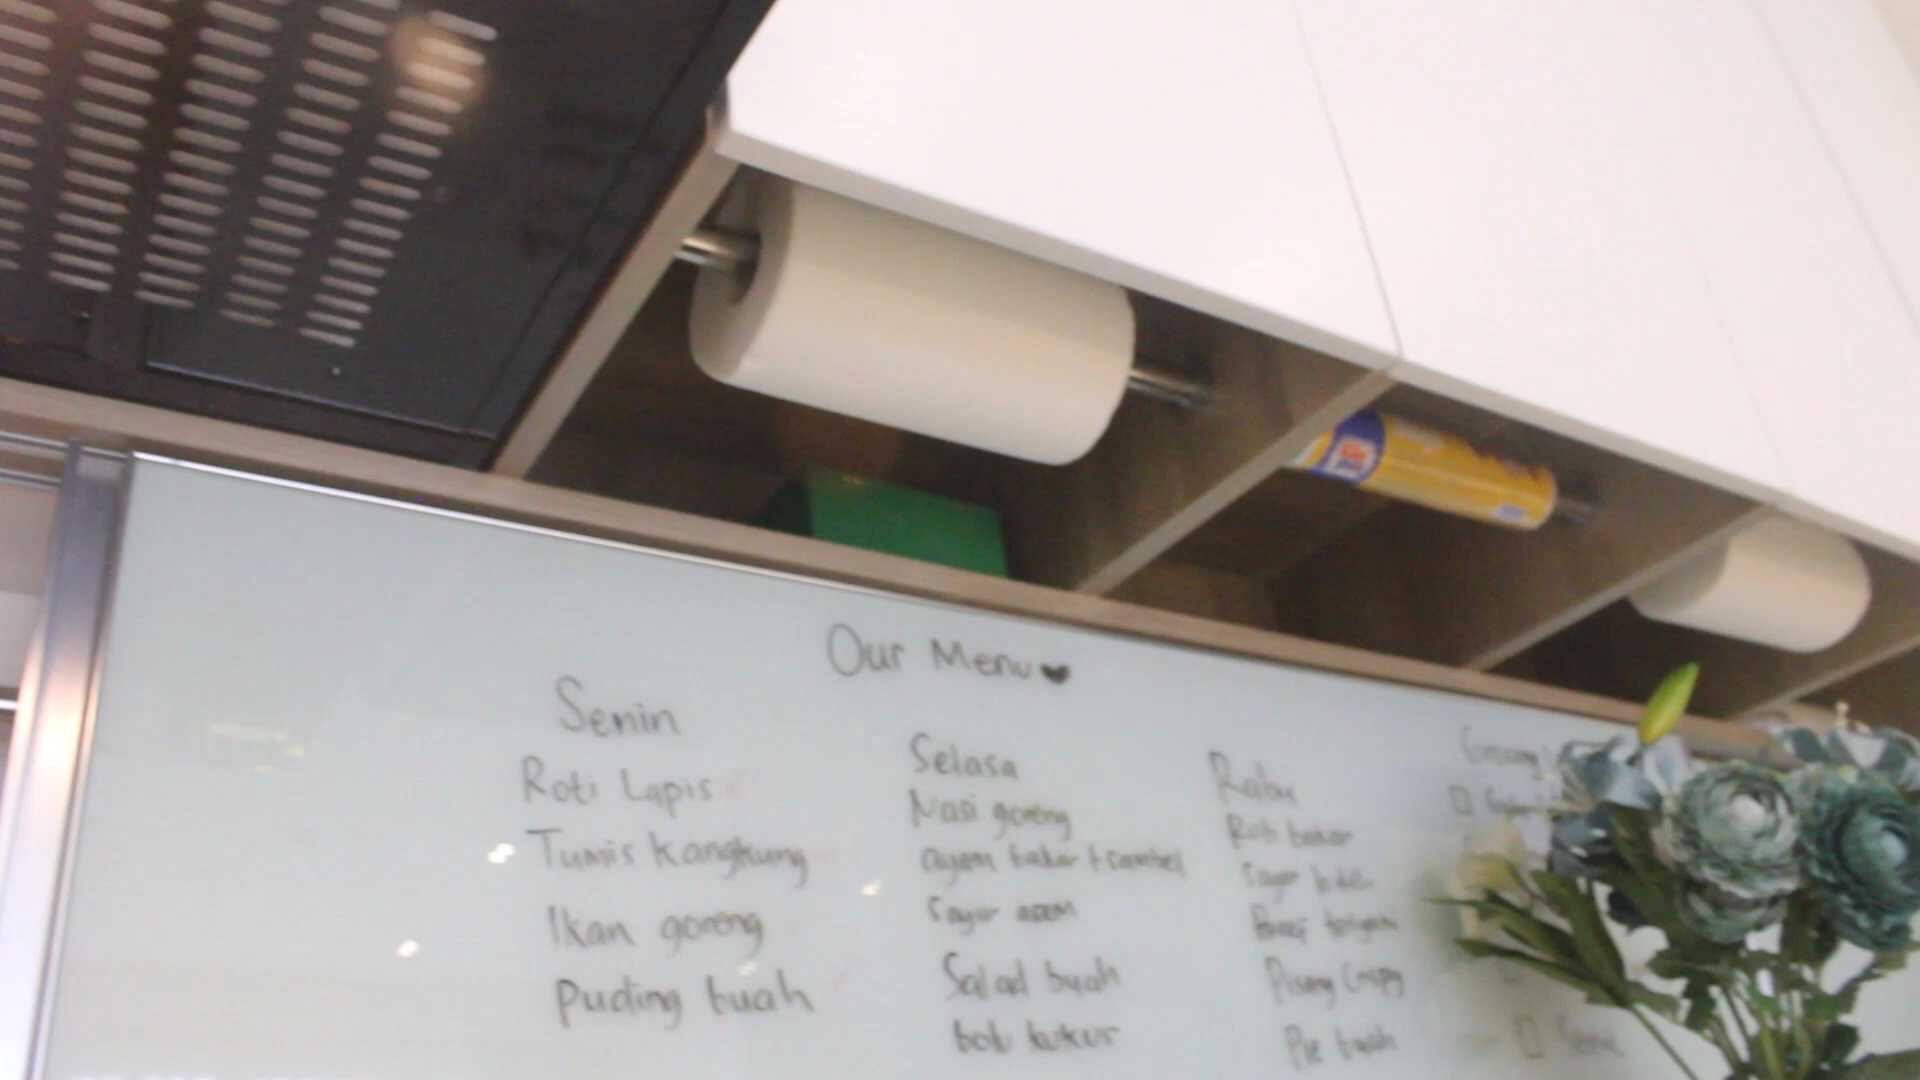 Our Menu
Senin
Roti Lapis
Tumis Kangkung
Ikan goreng
Puding buah
Selasa
Nasi goreng
ayam bakar + sambel
Sayur asem
Salad buah
bolu kukus
Rabu
Roti bakar
Sayur
Pisang Crispy
Pie buah